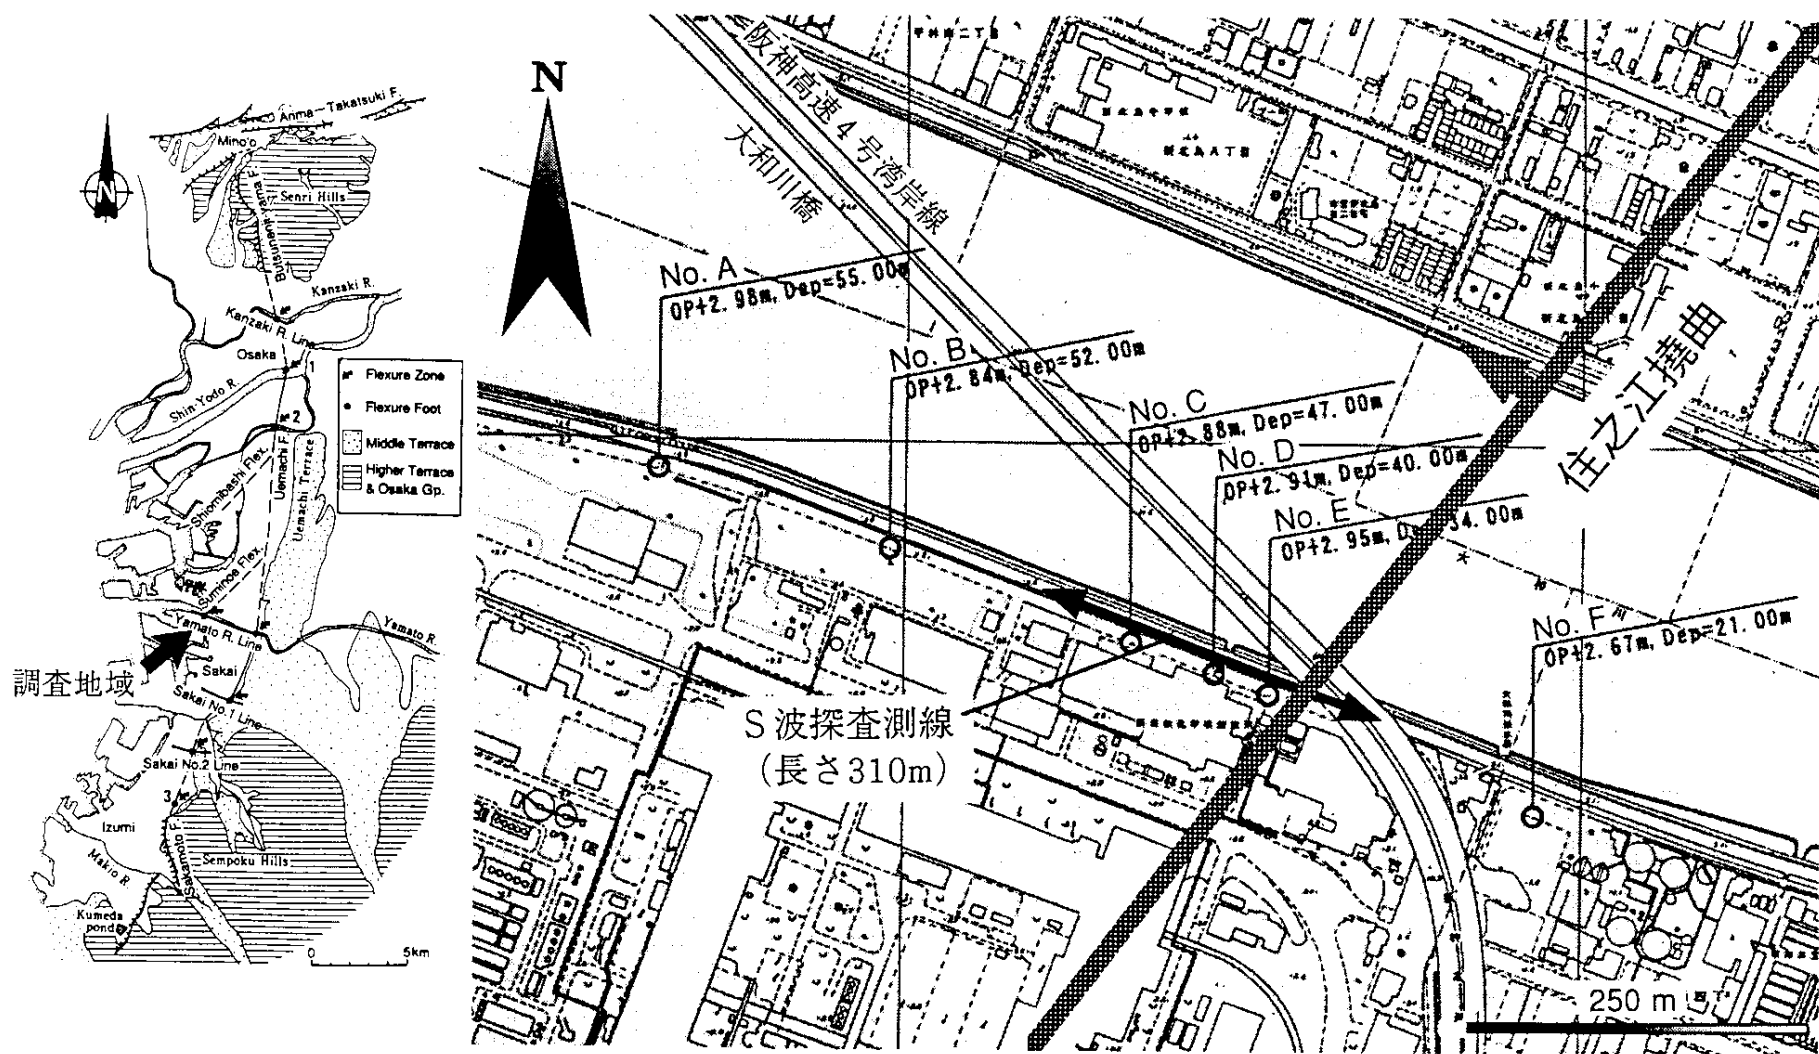 Arima-Takatsuki F.
Mino'o
Butsunenjiyama F.
Senri Hills
N
Kanzaki R.
Kanzaki R. Line
Osaka
1
Shin-Yodo R.
2
Flexure Zone
Flexure Foot
Middle Terrace
Higher Terrace
& Osaka Gp.
Shiomibashi Flex.
Uemachi F.
Uemachi Terrace
Suminoe Flex.
Yamato R. Line
Yamato R.
調査地域
Sakai
Sakai No.1 Line
Sakai No.2 Line
3
Izumi
Makio R.
Sakamoto F.
Sempoku Hills
Kumeda
pond
0 5km
N
阪神高速4号湾岸線
大和川橋
No. A
OP+2.98m, Dep=55.00m
No. B
OP+2.84m, Dep=52.00m
No. C
OP+2.88m, Dep=47.00m
No. D
OP+2.91m, Dep=40.00m
No. E
OP+2.95m, 34.00m
No. F
OP+2.67m, Dep=21.00m
住之江撓曲
S波探査測線
(長さ310m)
250 m